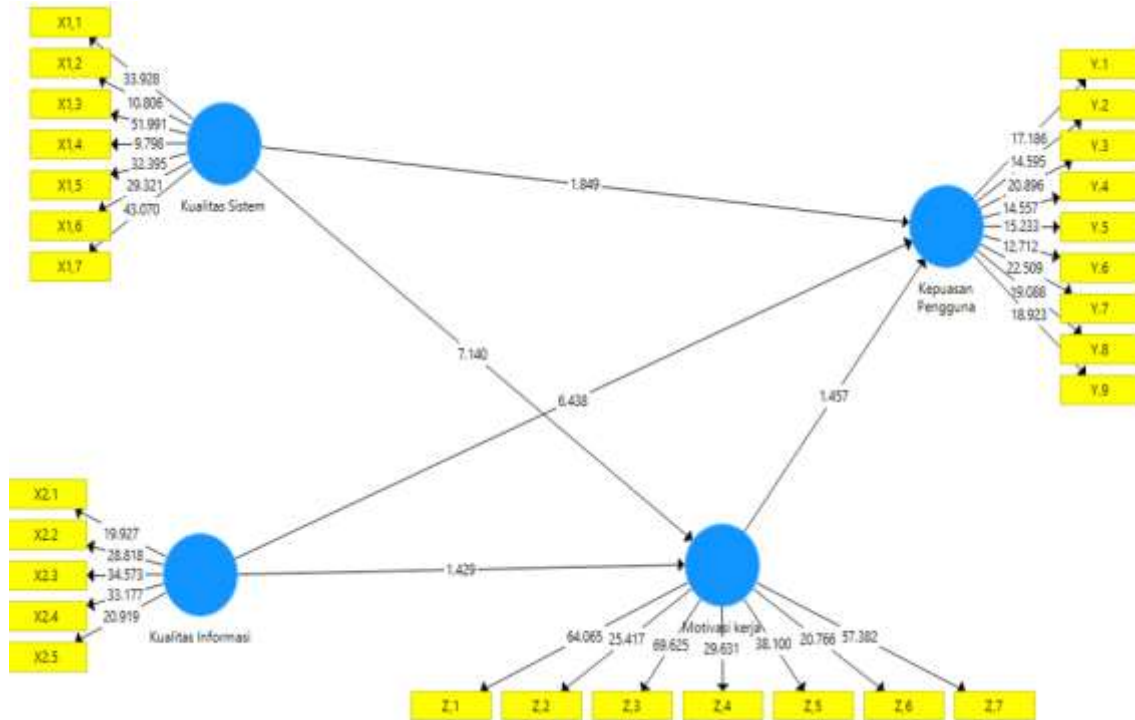 X1,1
X1,2
X1,3
X1,4
X1,5
X1,6
X1,7
33.928
10.806
51.991
9.796
32.395
29.321
43.070
Kualitas Sistem
1.849
7.140
6.438
1.429
1.457
Y.1
Y.2
Y.3
Y.4
Y.5
Y.6
Y.7
Y.8
Y.9
17.186
14.595
20.896
14.557
15.233
12.712
22.509
19.088
18.923
Kepuasan
Pengguna
X2.1
X2.2
X2.3
X2.4
X2.5
19.927
28.818
34.573
33.177
20.919
Kualitas Informasi
Motivasi kerja
64.065
25.417
69.625
29.631
38.100
20.766
57.382
Z,1
Z,2
Z,3
Z,4
Z,5
Z,6
Z,7